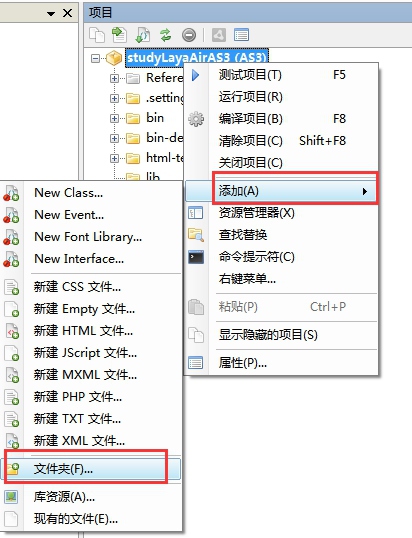 项目
studyLayaAirAS3 (AS3)
Referen
.setting
bin
bin-de
html-te
lib
测试项目(T) F5
运行项目(R)
编译项目(B) F8
清除项目(C) Shift+F8
关闭项目(C)
添加(A)
资源管理器(X)
查找替换
命令提示符(C)
右键菜单...
粘贴(P) Ctrl+P
显示隐藏的项目(S)
属性(P)...
New Class...
New Event...
New Font Library...
New Interface...
新建 CSS 文件...
新建 Empty 文件...
新建 HTML 文件...
新建 JScript 文件...
新建 MXML 文件...
新建 PHP 文件...
新建 TXT 文件...
新建 XML 文件...
文件夹(F)...
库资源(A)...
现有的文件(E)...